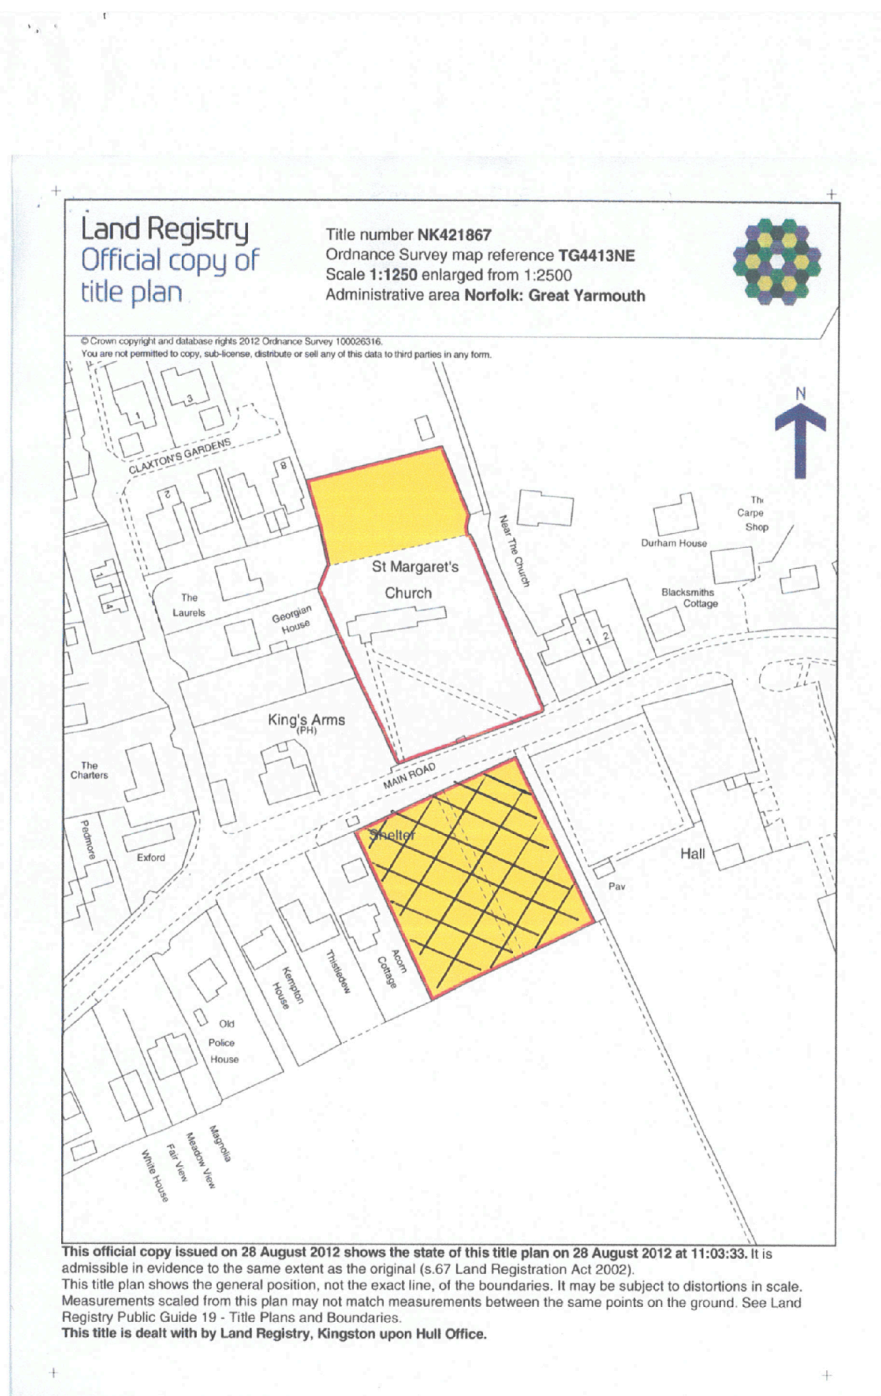 Land Registry
Official copy of
title plan
Title number NK421867
Ordnance Survey map reference TG4413NE
Scale 1:1250 enlarged from 1:2500
Administrative area Norfolk: Great Yarmouth
© Crown copyright and database rights 2012 Ordnance Survey 100026316.
You are not permitted to copy, sub-license, distribute or sell any of this data to third parties in any form.
N
1
3
CLAXTON'S GARDENS
2
8
The
Carpe
Shop
Near The Church
Durham House
St Margaret's
Church
1
4
The
Laurels
Georgian
House
Blacksmiths
Cottage
1
2
King's Arms
(PH)
MAIN ROAD
The
Charters
Shelter
Pedmore
Exford
Hall
Pav
Acorn
Cottage
Thistledew
Kempton
House
Old
Police
House
Magnolia
Meadow View
Fair View
White House
This official copy issued on 28 August 2012 shows the state of this title plan on 28 August 2012 at 11:03:33. It is
admissible in evidence to the same extent as the original (s.67 Land Registration Act 2002).
This title plan shows the general position, not the exact line, of the boundaries. It may be subject to distortions in scale.
Measurements scaled from this plan may not match measurements between the same points on the ground. See Land
Registry Public Guide 19 - Title Plans and Boundaries.
This title is dealt with by Land Registry, Kingston upon Hull Office.